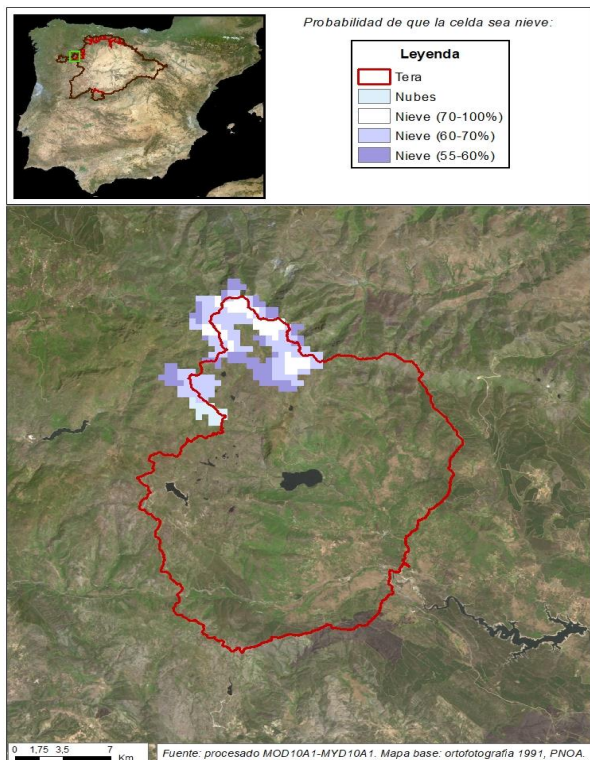 Probabilidad de que la celda sea nieve:
Leyenda
Tera
Nubes
Nieve (70-100%)
Nieve (60-70%)
Nieve (55-60%)
0 1,75 3,5 7
Km
Fuente: procesado MOD10A1-MYD10A1. Mapa base: ortofotografía 1991, PNOA.